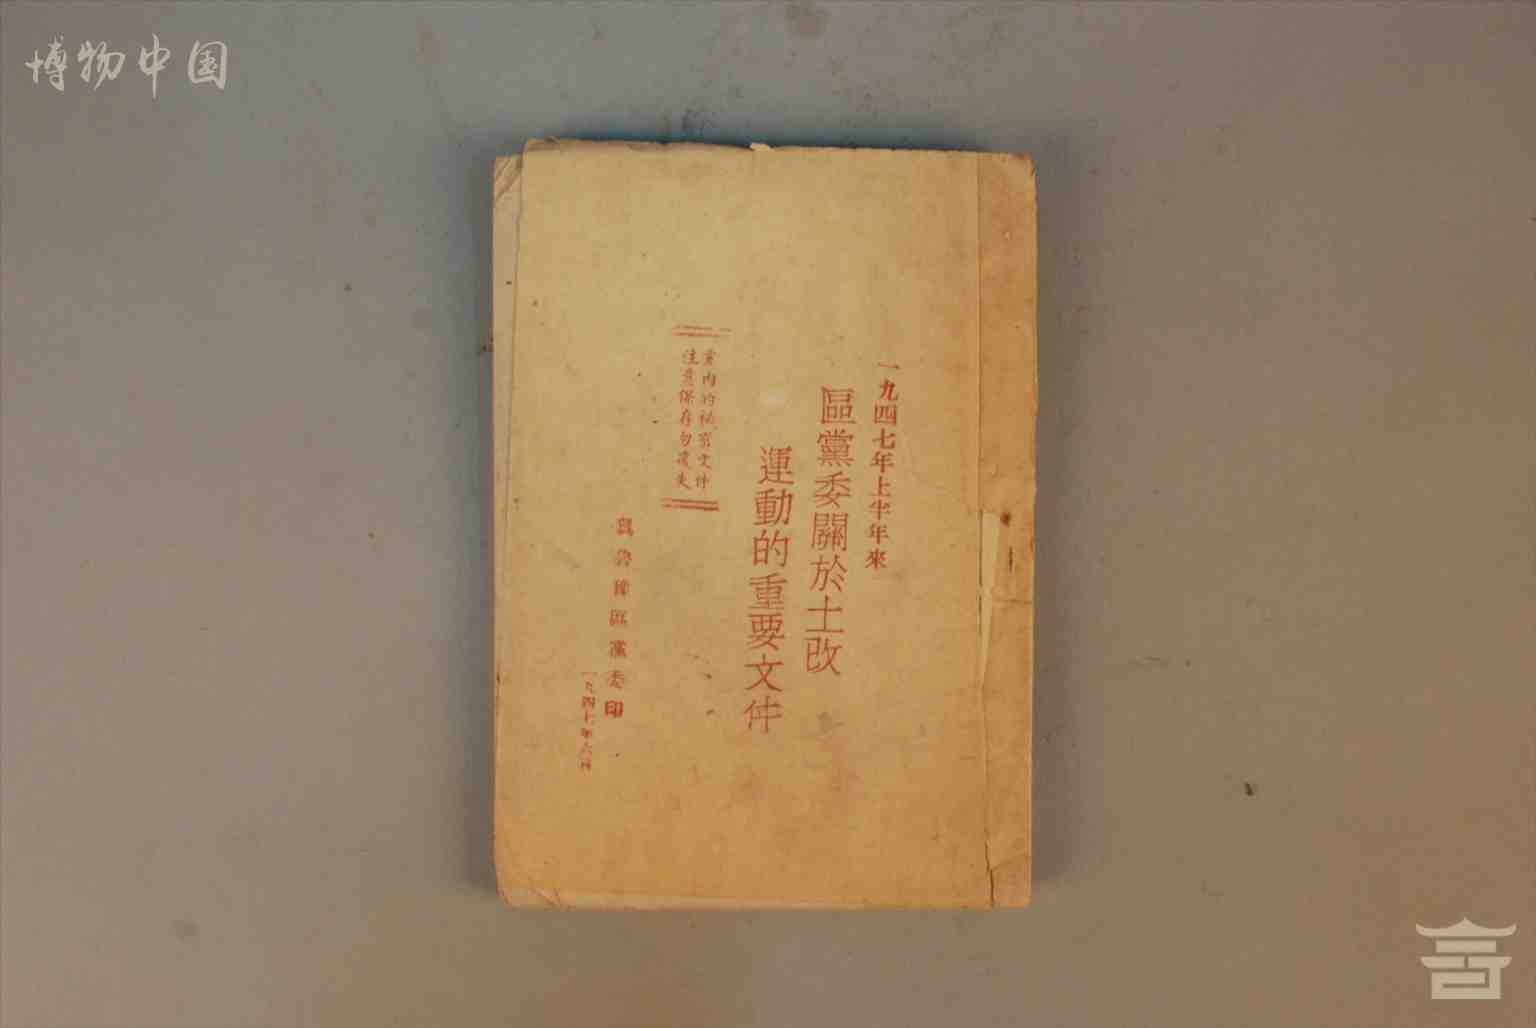 博物中国
一九四七年上半年來
區黨委關於土改
運動的重要文件
黨内的秘密文件
注意保存勿遺失
冀魯豫區黨委印
一九四七年六月